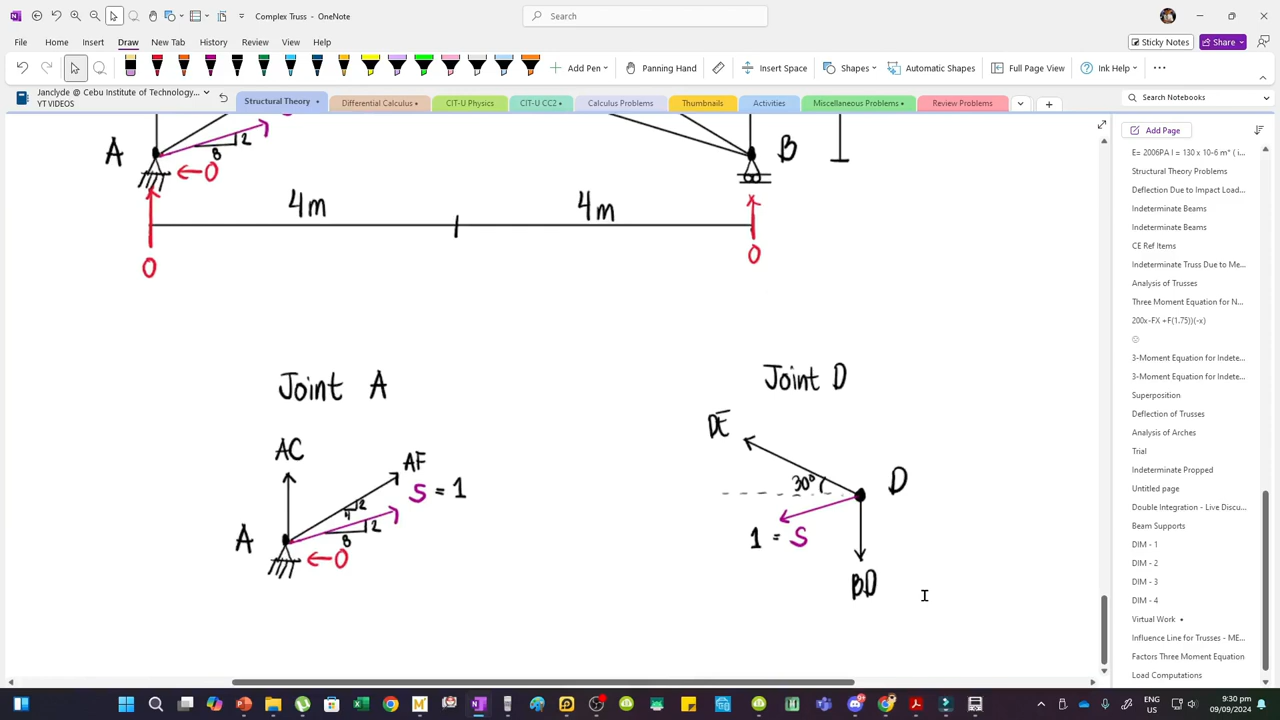 Complex Truss - OneNote
Search
File Home Insert Draw New Tab History Review View Help
Sticky Notes
Share
Add Pen
Panning Hand
Insert Space
Shapes
Automatic Shapes
Full Page View
Ink Help
Janclyde @ Cebu Institute of Technology...
YT VIDEOS
Structural Theory
Differential Calculus
CIT-U Physics
CIT-U CC2
Calculus Problems
Thumbnails
Activities
Miscellaneous Problems
Review Problems
Search Notebooks
Add Page
E= 200GPA I = 130 x 10-6 m⁴ ( i...
Structural Theory Problems
Deflection Due to Impact Load...
Indeterminate Beams
Indeterminate Beams
CE Ref Items
Indeterminate Truss Due to Me...
Analysis of Trusses
Three Moment Equation for N...
200x-FX +F(1.75))(-x)
3-Moment Equation for Indete...
3-Moment Equation for Indete...
Superposition
Deflection of Trusses
Analysis of Arches
Trial
Indeterminate Propped
Untitled page
Double Integration - Live Discu...
Beam Supports
DIM - 1
DIM - 2
DIM - 3
DIM - 4
Virtual Work
Influence Line for Trusses - ME...
Factors Three Moment Equation
Load Computations
A
2
8
0
B
4m
4m
0
0
Joint A
AC
AF
S = 1
2
4
2
8
A
0
Joint D
DE
30°
D
1 = S
BD
9:30 pm
ENG
US
09/09/2024